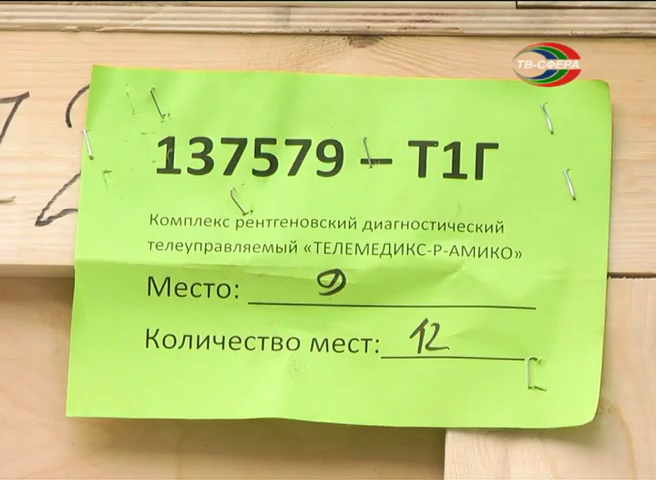 ТВ-СФЕРА
137579 – Т1Г
Комплекс рентгеновский диагностический
телеуправляемый «ТЕЛЕМЕДИКС-Р-АМИКО»
Место: 9
Количество мест: 12